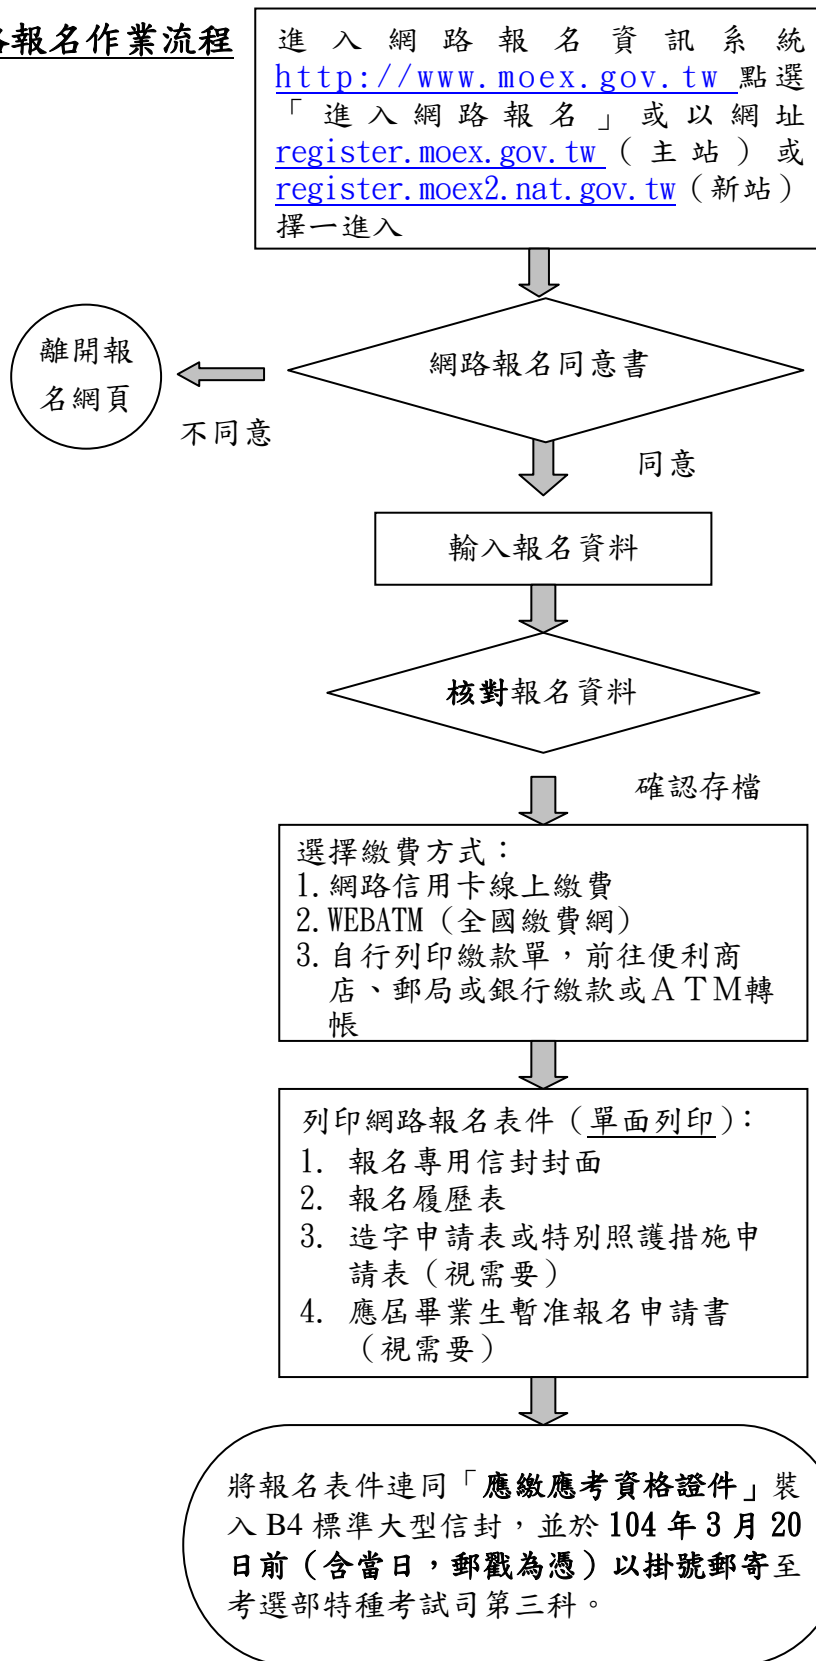 報名作業流程
進入網路報名資訊系統
http://www.moex.gov.tw 點選
「進入網路報名」或以網址
register.moex.gov.tw（主站）或
register.moex2.nat.gov.tw（新站）
擇一進入
網路報名同意書
離開報
名網頁
不同意
同意
輸入報名資料
核對報名資料
確認存檔
選擇繳費方式：
1.網路信用卡線上繳費
2.WEBATM（全國繳費網）
3.自行列印繳款單，前往便利商
店、郵局或銀行繳款或ＡＴＭ轉
帳
列印網路報名表件（單面列印）：
1. 報名專用信封封面
2. 報名履歷表
3. 造字申請表或特別照護措施申
請表（視需要）
4. 應屆畢業生暫准報名申請書
（視需要）
將報名表件連同「應繳應考資格證件」裝
入 B4 標準大型信封，並於 104 年 3 月 20
日前（含當日，郵戳為憑）以掛號郵寄至
考選部特種考試司第三科。